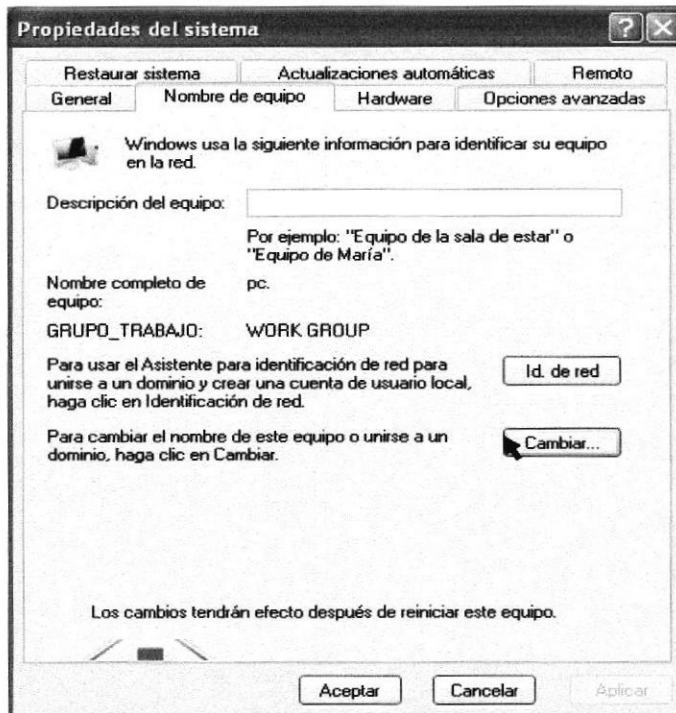 Propiedades del sistema
Restaurar sistema Actualizaciones automáticas Remoto
General Nombre de equipo Hardware Opciones avanzadas
Windows usa la siguiente información para identificar su equipo
en la red.
Descripción del equipo:
Por ejemplo: "Equipo de la sala de estar" o
"Equipo de María".
Nombre completo de
equipo:
pc.
GRUPO_TRABAJO: WORK GROUP
Para usar el Asistente para identificación de red para
unirse a un dominio y crear una cuenta de usuario local,
haga clic en Identificación de red.
Id. de red
Para cambiar el nombre de este equipo o unirse a un
dominio, haga clic en Cambiar.
Cambiar...
Los cambios tendrán efecto después de reiniciar este equipo.
Aceptar Cancelar Aplicar